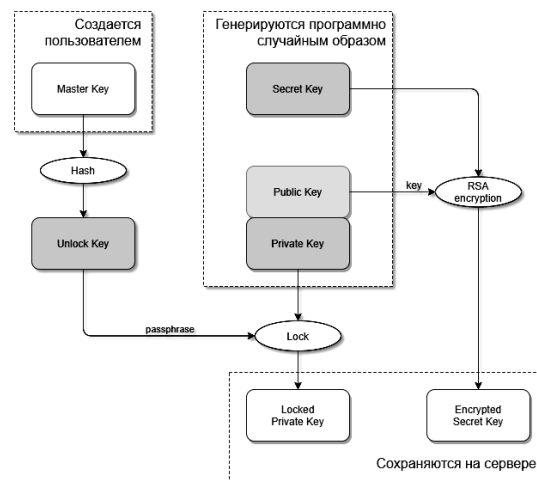 Создается
пользователем
Генерируются программно
случайным образом
Master Key
Secret Key
Hash
Public Key
key
RSA
encryption
Unlock Key
Private Key
passphrase
Lock
Locked
Private Key
Encrypted
Secret Key
Сохраняются на сервере